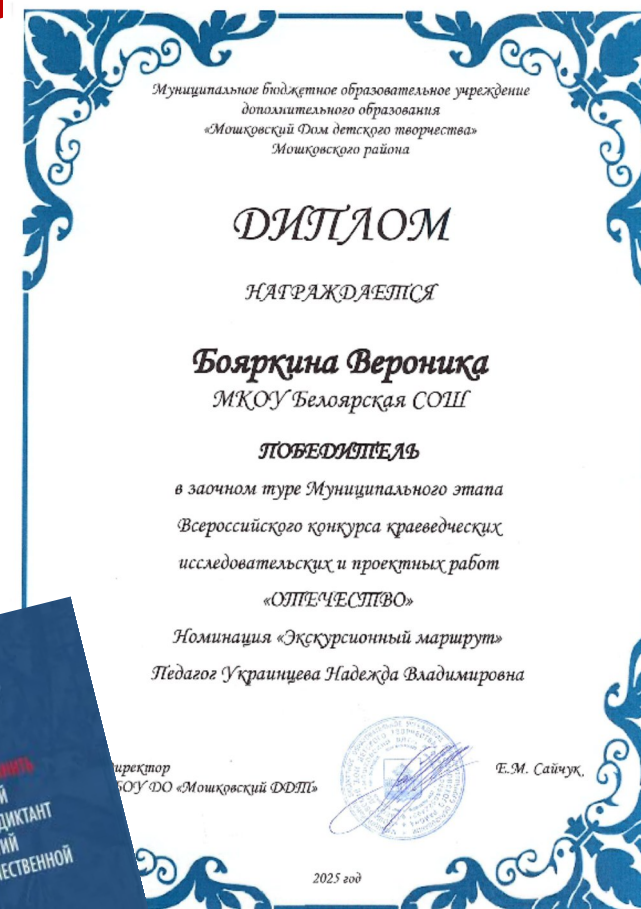 Муниципальное бюджетное образовательное учреждение
дополнительного образования
«Мошковский Дом детского творчества»
Мошковского района
ДИПЛОМ
НАГРАЖДАЕТСЯ
Бояркина Вероника
МКОУ Белоярская СОШ
ПОБЕДИТЕЛЬ
в заочном туре Муниципального этапа
Всероссийского конкурса краеведческих
исследовательских и проектных работ
«ОТЕЧЕСТВО»
Номинация «Экскурсионный маршрут»
Педагог Украинцева Надежда Владимировна
иректор
БОУ ДО «Мошковский ДДТ»
Е.М. Сайчук
2025 год
ДИКТАНТ